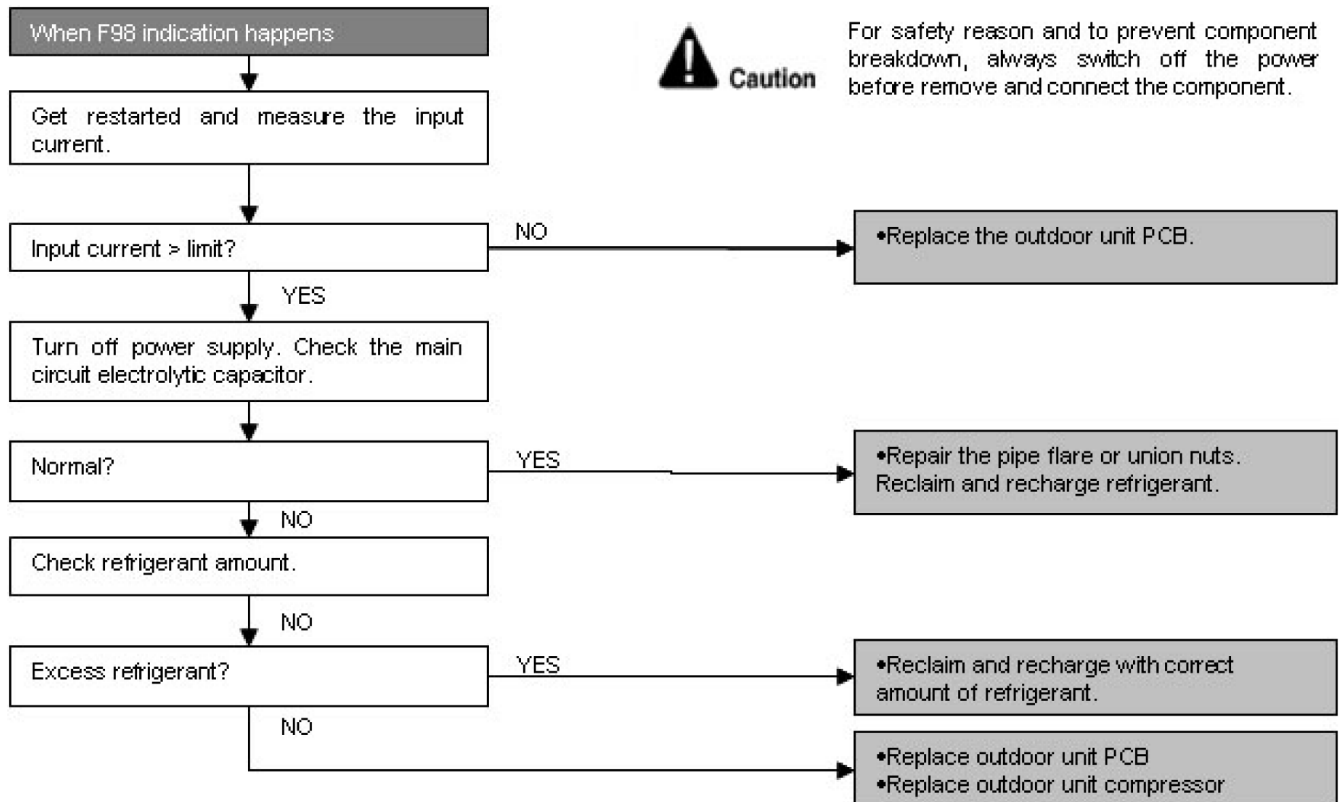 When F98 indication happens
Caution
For safety reason and to prevent component
breakdown, always switch off the power
before remove and connect the component.
Get restarted and measure the input
current.
Input current > limit?
NO
•Replace the outdoor unit PCB.
YES
Turn off power supply. Check the main
circuit electrolytic capacitor.
Normal?
YES
•Repair the pipe flare or union nuts.
Reclaim and recharge refrigerant.
NO
Check refrigerant amount.
NO
Excess refrigerant?
YES
•Reclaim and recharge with correct
amount of refrigerant.
NO
•Replace outdoor unit PCB
•Replace outdoor unit compressor